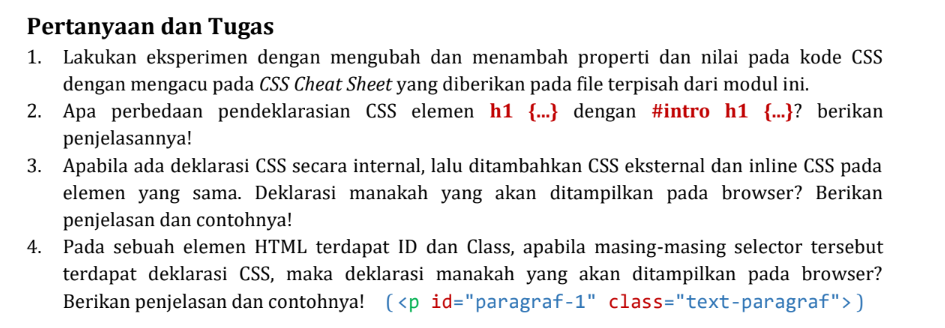 Pertanyaan dan Tugas
1. Lakukan eksperimen dengan mengubah dan menambah properti dan nilai pada kode CSS
dengan mengacu pada CSS Cheat Sheet yang diberikan pada file terpisah dari modul ini.
2. Apa perbedaan pendeklarasian CSS elemen h1 {...} dengan #intro h1 {...}? berikan
penjelasannya!
3. Apabila ada deklarasi CSS secara internal, lalu ditambahkan CSS eksternal dan inline CSS pada
elemen yang sama. Deklarasi manakah yang akan ditampilkan pada browser? Berikan
penjelasan dan contohnya!
4. Pada sebuah elemen HTML terdapat ID dan Class, apabila masing-masing selector tersebut
terdapat deklarasi CSS, maka deklarasi manakah yang akan ditampilkan pada browser?
Berikan penjelasan dan contohnya! (<p id="paragraf-1" class="text-paragraf">)